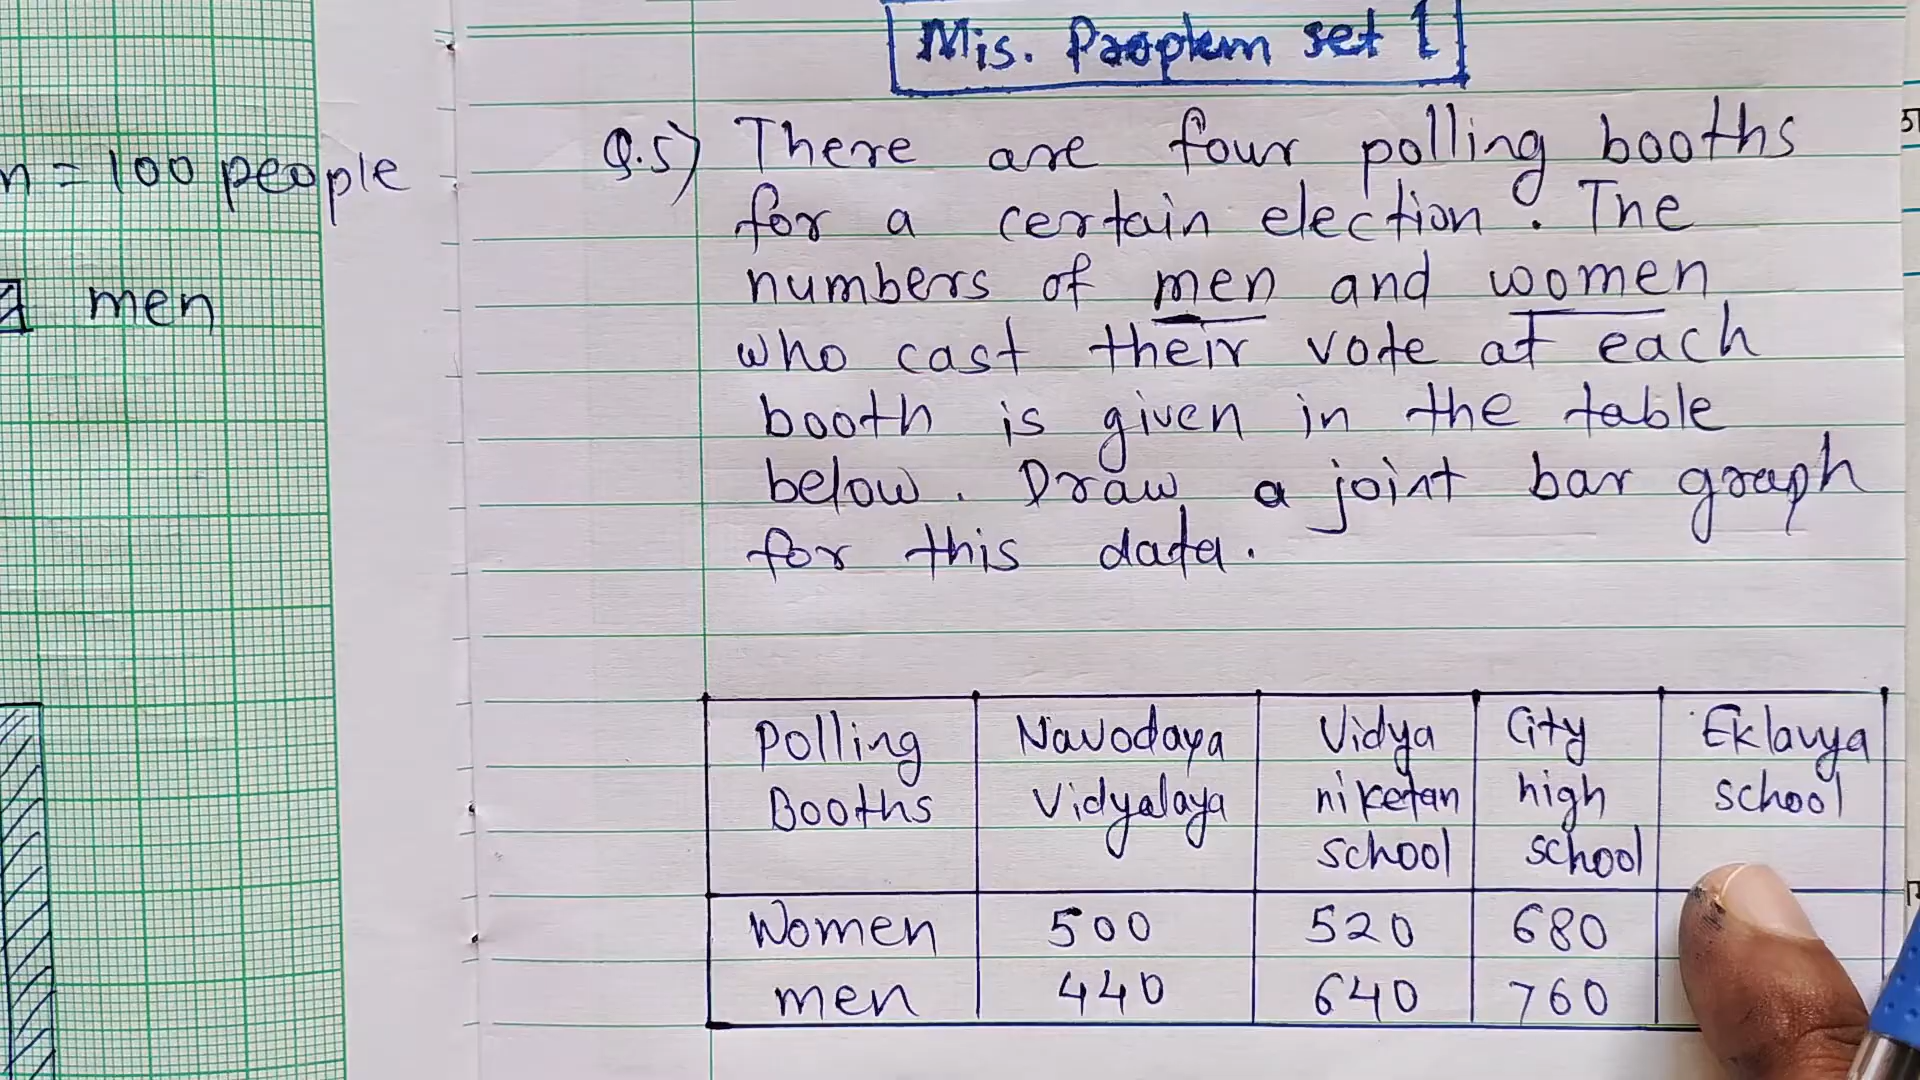 Mis. Problem set 1
n = 100 people
men
Q.5) There are four polling booths
for a certain election. The
numbers of men and women
who cast their vote at each
booth is given in the table
below. Draw a joint bar graph
for this data.
Polling Booths Navodaya Vidyalaya Vidya niketan school City high school Eklavya school
Women 500 520 680
men 440 640 760